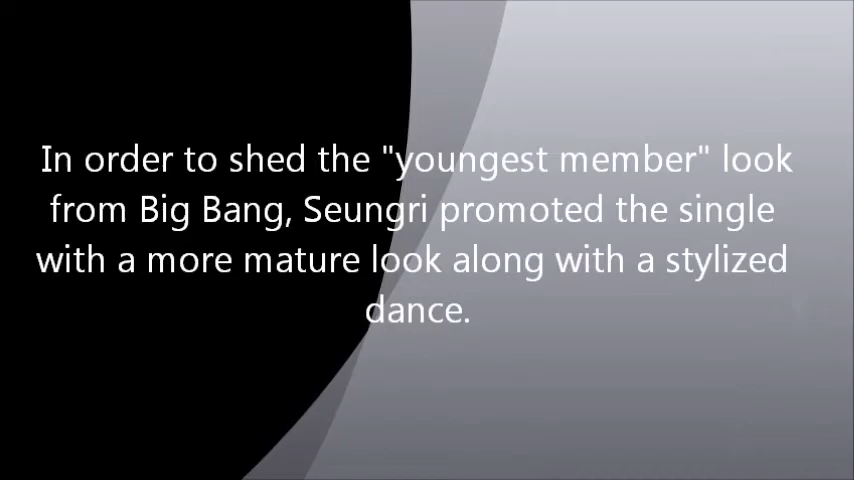 In order to shed the "youngest member" look
from Big Bang, Seungri promoted the single
with a more mature look along with a stylized
dance.